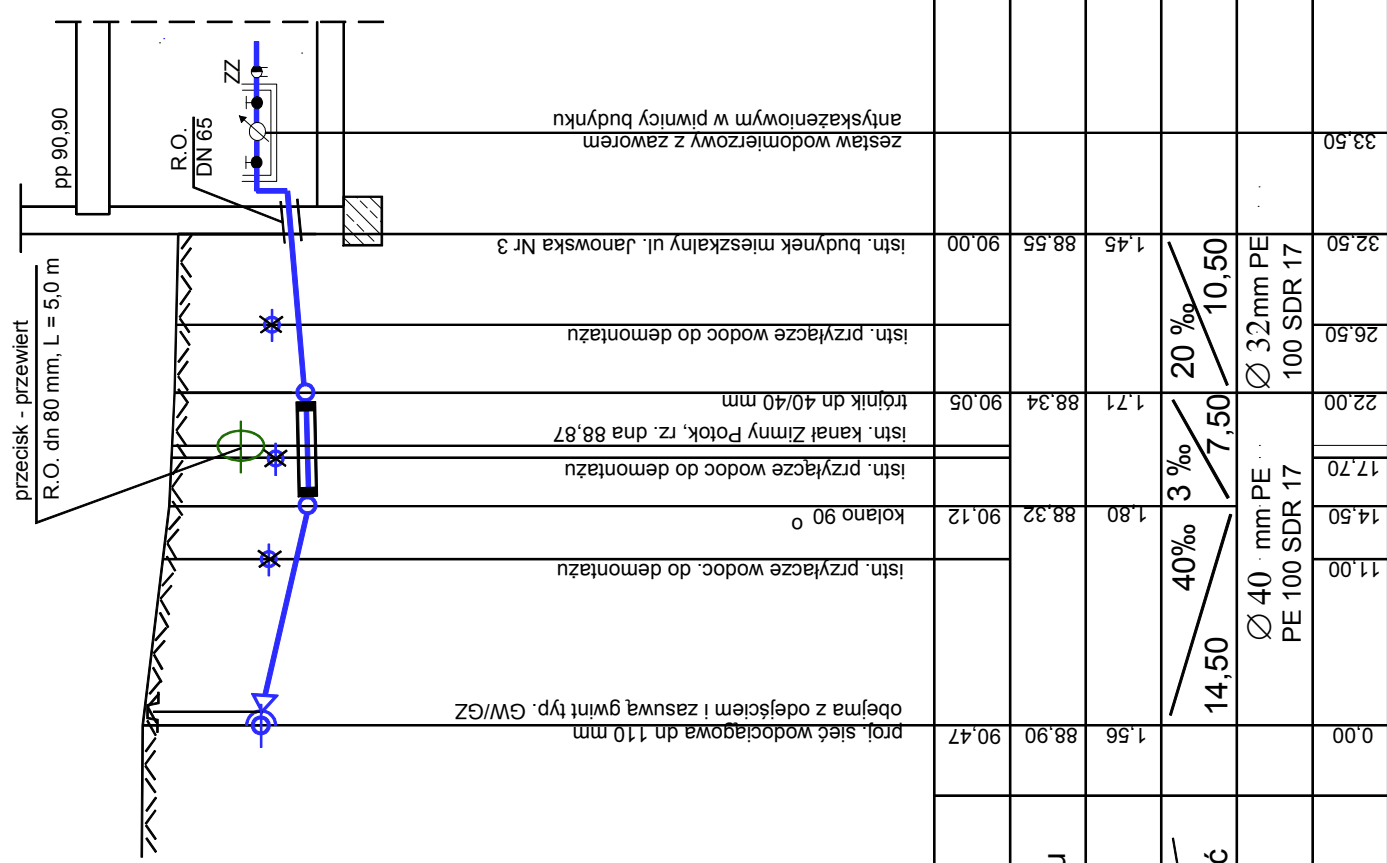 przecisk - przewiert
R.O. dn 80 mm, L = 5,0 m
pp 90,90
R.O.
DN 65
ZZ
zestaw wodomierzowy z zaworem
antyskażeniowym w piwnicy budynku
33,50
istn. budynek mieszkalny ul. Janowska Nr 3
90,00
88,55
1,45
32,50
istn. przyłącze wodoc do demontażu
26,50
20 ‰
10,50
Ø 32mm PE
100 SDR 17
trójnik dn 40/40 mm
90,05
88,34
1,71
22,00
istn. kanał Zimny Potok, rz. dna 88,87
istn. przyłącze wodoc do demontażu
17,70
3 ‰
7,50
kolano 90 o
90,12
88,32
1,80
14,50
istn. przyłącze wodoc. do demontażu
11,00
40‰
14,50
Ø 40 mm PE
PE 100 SDR 17
proj. sieć wodociągowa dn 110 mm
obejma z odejściem i zasuwą gwint typ. GW/GZ
90,47
88,90
1,56
0,00
u
ć